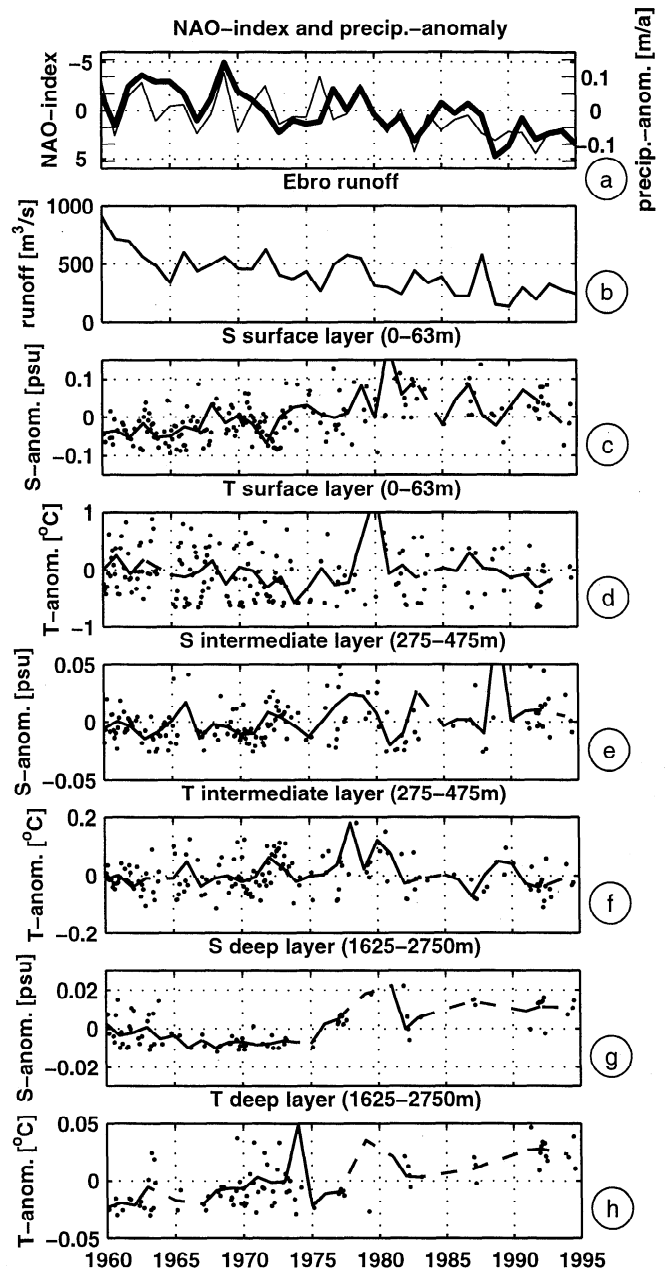 NAO-index and precip.-anomaly
NAO-index
-5
0
5
0.1
0
-0.1
precip.-anom. [m/a]
a
Ebro runoff
runoff [m³/s]
1000
500
0
b
S surface layer (0-63m)
S-anom. [psu]
0.1
0
-0.1
c
T surface layer (0-63m)
T-anom. [°C]
1
0
-1
d
S intermediate layer (275-475m)
S-anom. [psu]
0.05
0
-0.05
e
T intermediate layer (275-475m)
T-anom. [°C]
0.2
0
-0.2
f
S deep layer (1625-2750m)
S-anom. [psu]
0.02
0
-0.02
g
T deep layer (1625-2750m)
T-anom. [°C]
0.05
0
-0.05
h
1960 1965 1970 1975 1980 1985 1990 1995